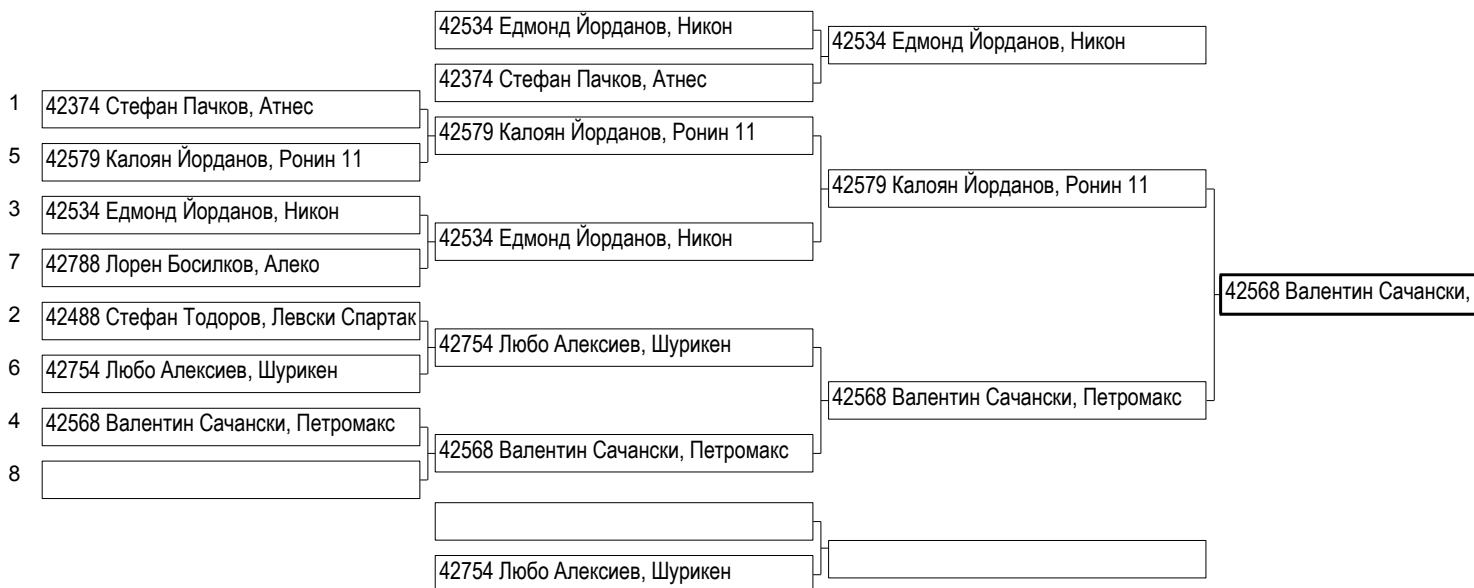 42534 Едмонд Йорданов, Никон
42534 Едмонд Йорданов, Никон
42374 Стефан Пачков, Атнес
1 42374 Стефан Пачков, Атнес
42579 Калоян Йорданов, Ронин 11
5 42579 Калоян Йорданов, Ронин 11
42579 Калоян Йорданов, Ронин 11
3 42534 Едмонд Йорданов, Никон
42534 Едмонд Йорданов, Никон
7 42788 Лорен Босилков, Алеко
42568 Валентин Сачански,
2 42488 Стефан Тодоров, Левски Спартак
42754 Любо Алексиев, Шурикен
6 42754 Любо Алексиев, Шурикен
42568 Валентин Сачански, Петромакс
4 42568 Валентин Сачански, Петромакс
42568 Валентин Сачански, Петромакс
8
42754 Любо Алексиев, Шурикен